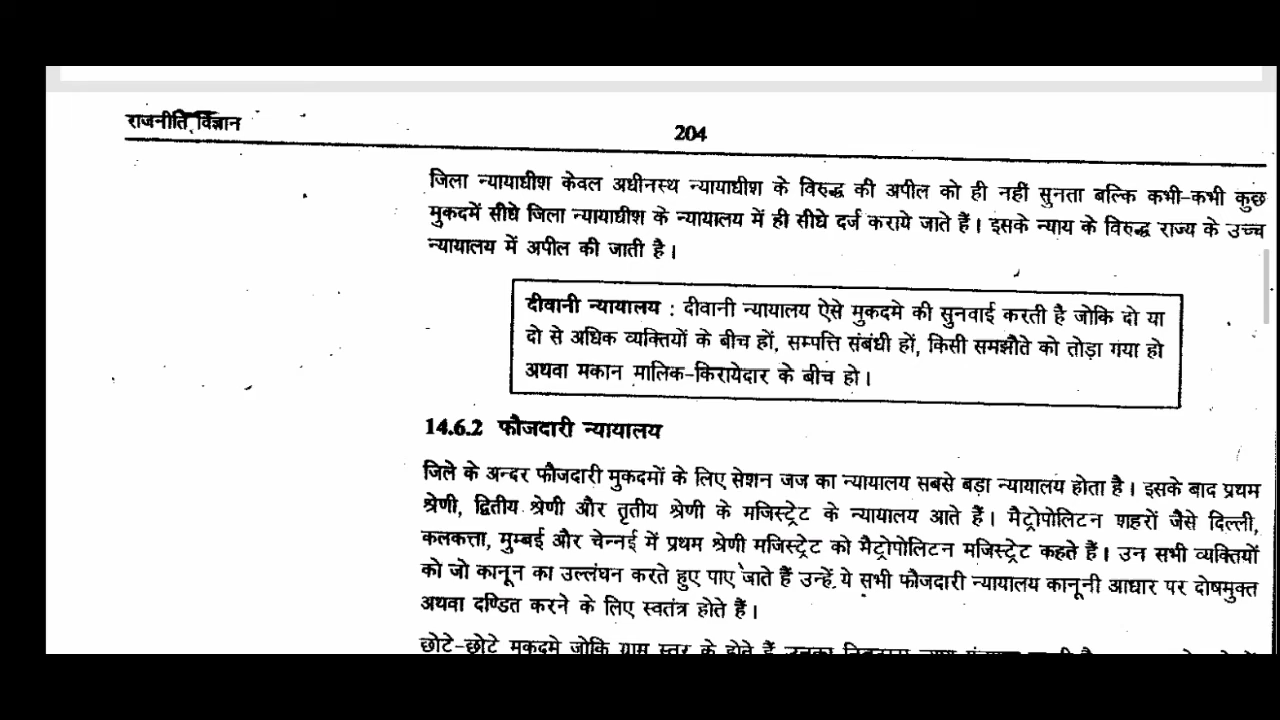 राजनीति विज्ञान
204
जिला न्यायाधीश केवल अधीनस्थ न्यायाधीश के विरुद्ध की अपील को ही नहीं सुनता बल्कि कभी-कभी कुछ
मुकदमें सीधे जिला न्यायाधीश के न्यायालय में ही सीधे दर्ज कराये जाते हैं। इसके न्याय के विरुद्ध राज्य के उच्च
न्यायालय में अपील की जाती है।
दीवानी न्यायालय : दीवानी न्यायालय ऐसे मुकदमे की सुनवाई करती है जोकि दो या
दो से अधिक व्यक्तियों के बीच हों, सम्पत्ति संबंधी हों, किसी समझौते को तोड़ा गया हो
अथवा मकान मालिक-किरायेदार के बीच हो।
14.6.2 फौजदारी न्यायालय
जिले के अन्दर फौजदारी मुकदमों के लिए सेशन जज का न्यायालय सबसे बड़ा न्यायालय होता है। इसके बाद प्रथम
श्रेणी, द्वितीय श्रेणी और तृतीय श्रेणी के मजिस्ट्रेट के न्यायालय आते हैं। मैट्रोपोलिटन शहरों जैसे दिल्ली,
कलकत्ता, मुम्बई और चेन्नई में प्रथम श्रेणी मजिस्ट्रेट को मैट्रोपोलिटन मजिस्ट्रेट कहते हैं। उन सभी व्यक्तियों
को जो कानून का उल्लंघन करते हुए पाए जाते हैं उन्हें ये सभी फौजदारी न्यायालय कानूनी आधार पर दोषमुक्त
अथवा दण्डित करने के लिए स्वतंत्र होते हैं।
छोटे-छोटे मुकदमे जोकि ग्राम स्तर के होते हैं